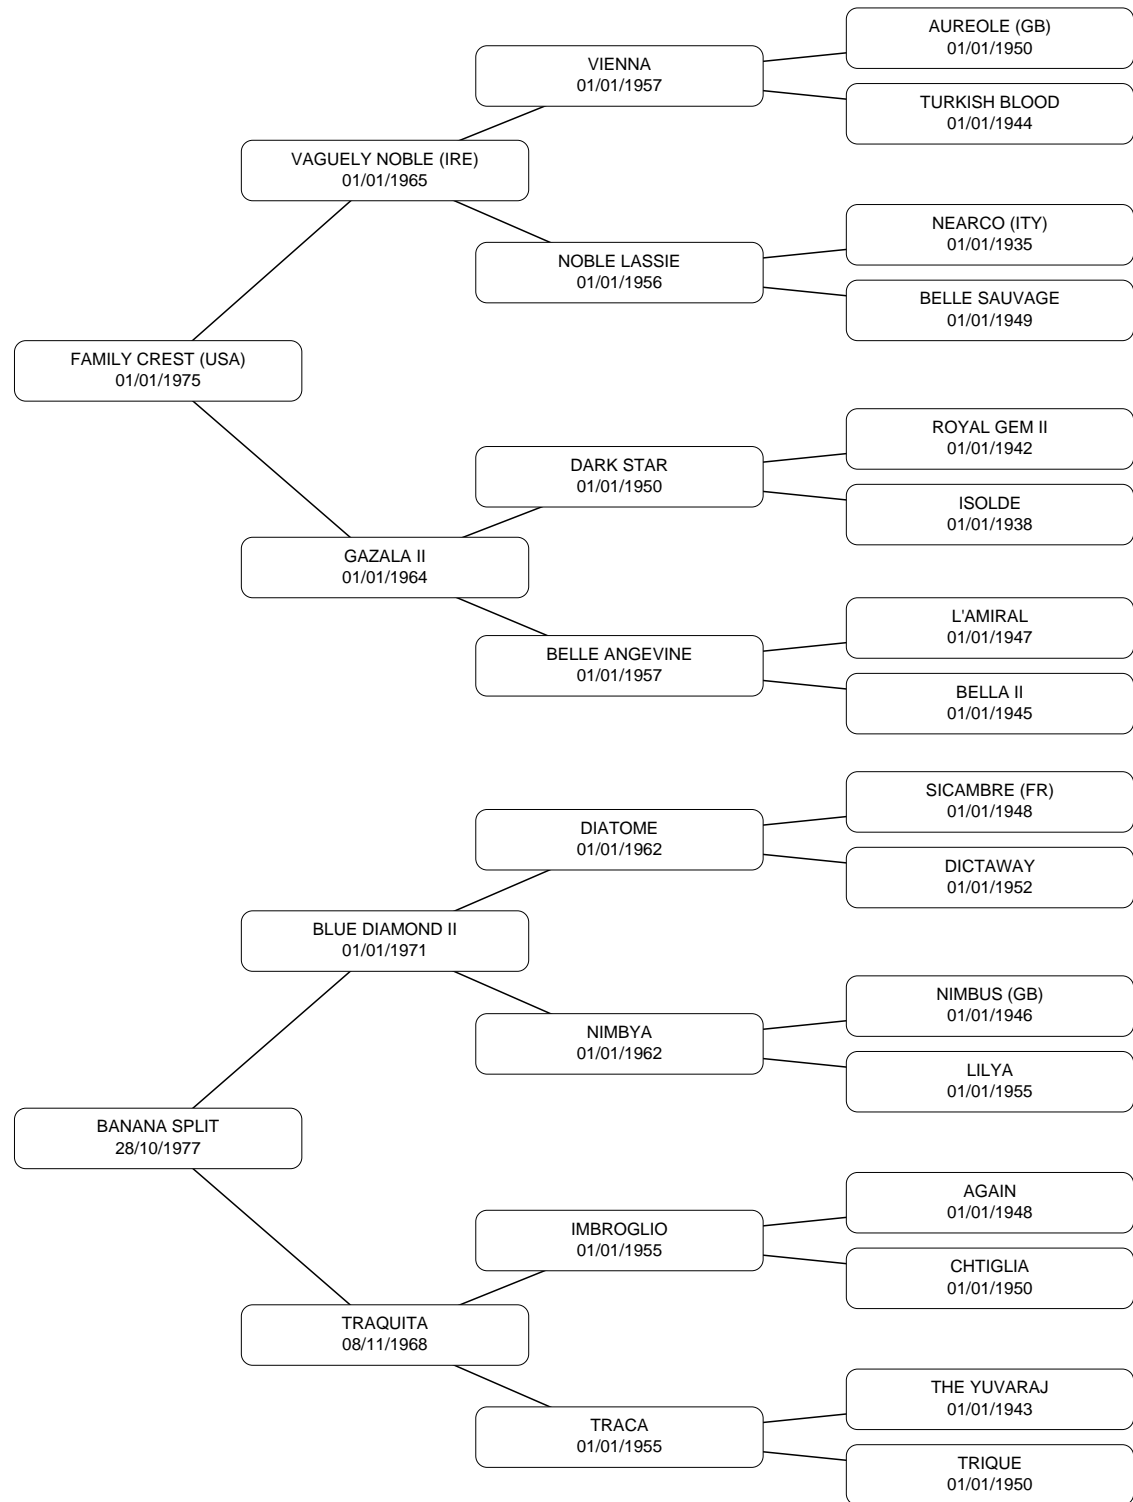 AUREOLE (GB)
01/01/1950
VIENNA
01/01/1957
TURKISH BLOOD
01/01/1944
VAGUELY NOBLE (IRE)
01/01/1965
NEARCO (ITY)
01/01/1935
NOBLE LASSIE
01/01/1956
BELLE SAUVAGE
01/01/1949
FAMILY CREST (USA)
01/01/1975
ROYAL GEM II
01/01/1942
DARK STAR
01/01/1950
ISOLDE
01/01/1938
GAZALA II
01/01/1964
L'AMIRAL
01/01/1947
BELLE ANGEVINE
01/01/1957
BELLA II
01/01/1945
SICAMBRE (FR)
01/01/1948
DIATOME
01/01/1962
DICTAWAY
01/01/1952
BLUE DIAMOND II
01/01/1971
NIMBUS (GB)
01/01/1946
NIMBYA
01/01/1962
LILYA
01/01/1955
BANANA SPLIT
28/10/1977
AGAIN
01/01/1948
IMBROGLIO
01/01/1955
CHTIGLIA
01/01/1950
TRAQUITA
08/11/1968
THE YUVARAJ
01/01/1943
TRACA
01/01/1955
TRIQUE
01/01/1950